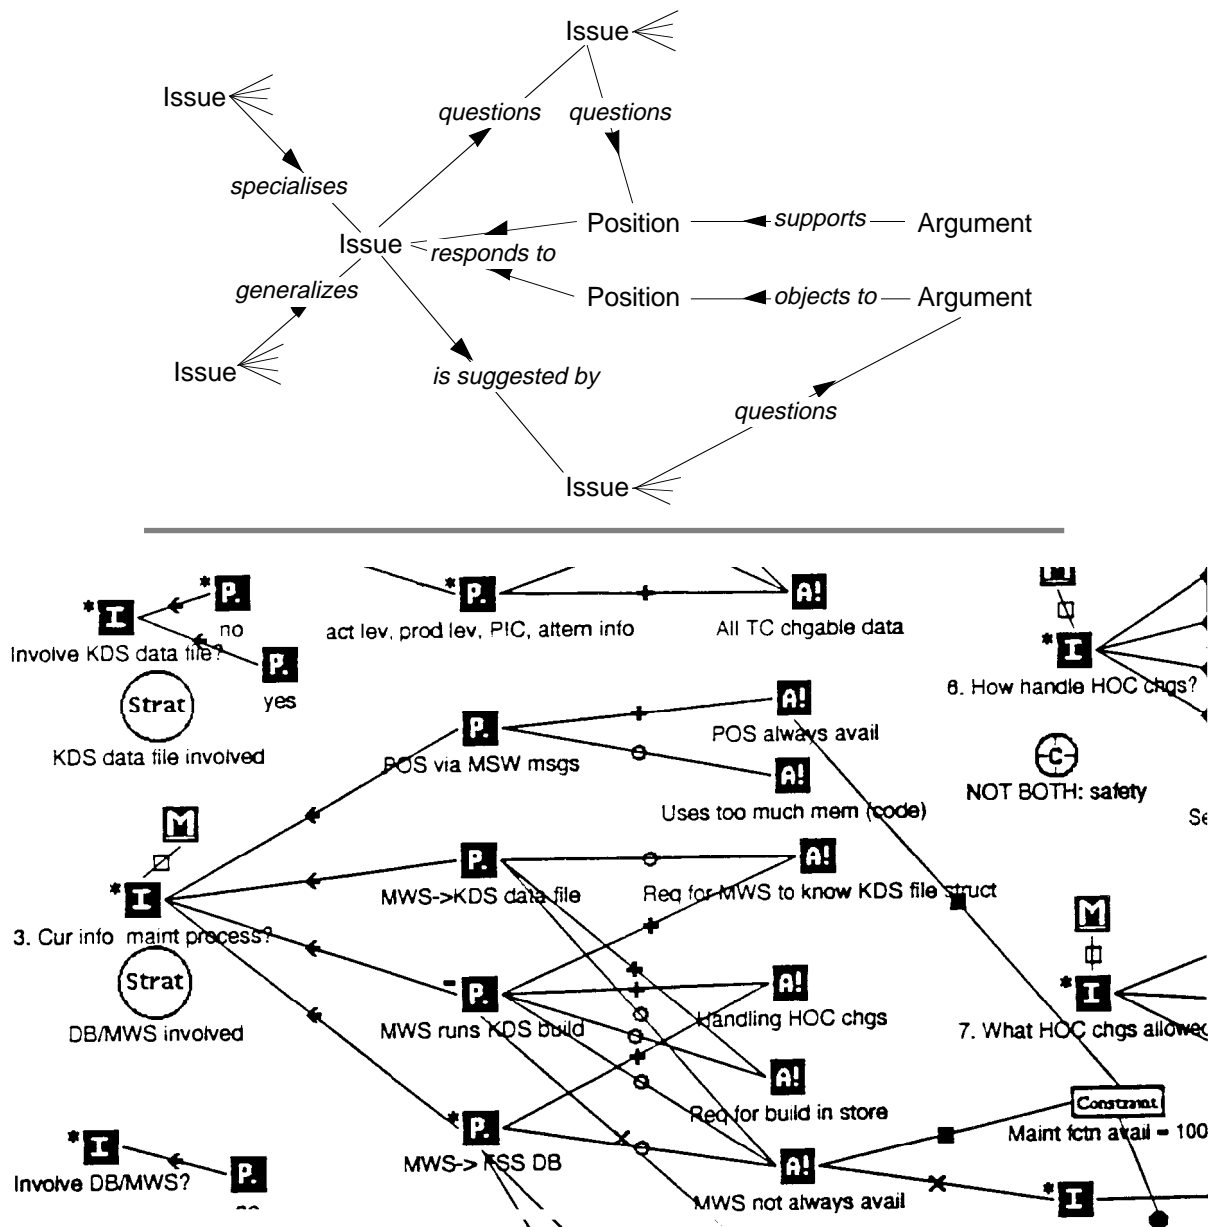 Issue
Issue
questions
questions
specialises
Position
supports
Argument
Issue
responds to
generalizes
Position
objects to
Argument
Issue
is suggested by
questions
Issue
* P.
* I
no
Involve KDS data file?
P.
yes
Strat
KDS data file involved
* P.
act lev, prod lev, PIC, altern info
A!
All TC chgable data
M
* I
6. How handle HOC chgs?
C
NOT BOTH: safety
Se
P.
POS via MSW msgs
A!
POS always avail
A!
Uses too much mem (code)
M
* I
3. Cur info maint process?
Strat
DB/MWS involved
P.
MWS->KDS data file
A!
Req for MWS to know KDS file struct
- P.
MWS runs KDS build
A!
Handling HOC chgs
A!
Req for build in store
M
* I
7. What HOC chgs allowed
Constraint
Maint fctn avail = 100
* P.
MWS-> FSS DB
A!
MWS not always avail
* I
* I
Involve DB/MWS?
P.